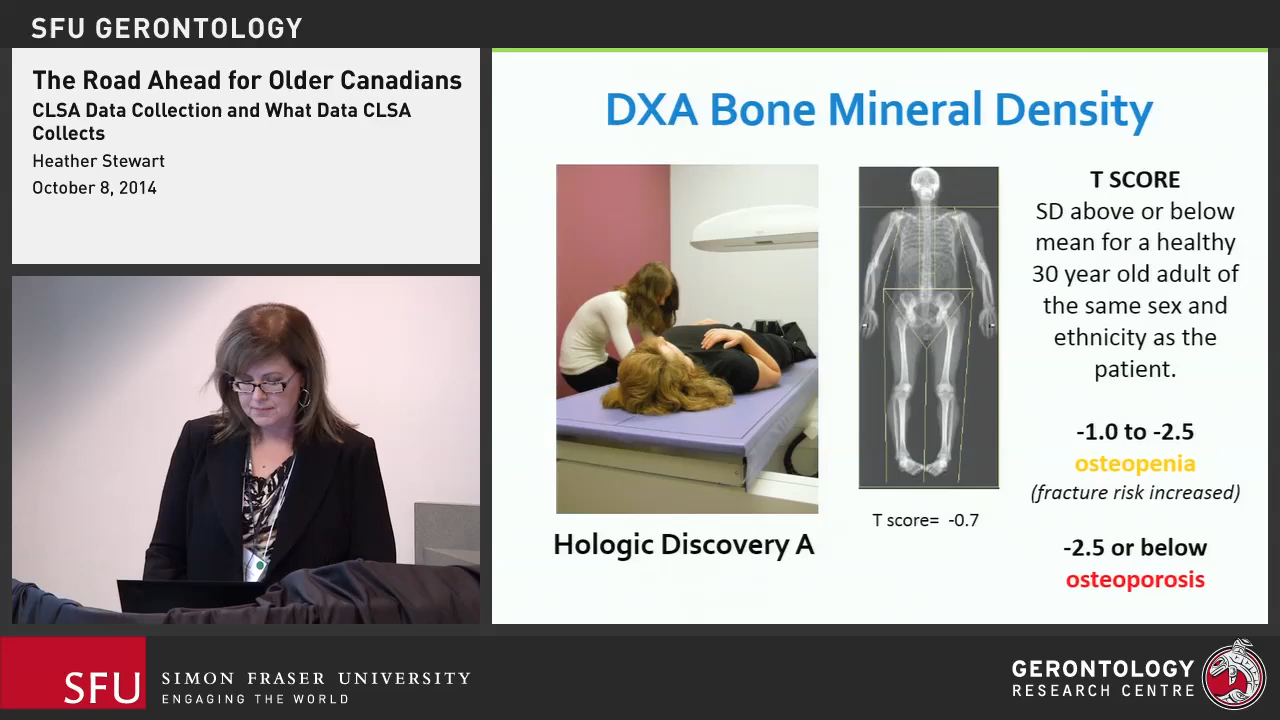 SFU GERONTOLOGY
The Road Ahead for Older Canadians
CLSA Data Collection and What Data CLSA
Collects
Heather Stewart
October 8, 2014
DXA Bone Mineral Density
Hologic Discovery A
T score= -0.7
T SCORE
SD above or below
mean for a healthy
30 year old adult of
the same sex and
ethnicity as the
patient.
-1.0 to -2.5
osteopenia
(fracture risk increased)
-2.5 or below
osteoporosis
SFU
SIMON FRASER UNIVERSITY
ENGAGING THE WORLD
GERONTOLOGY
RESEARCH CENTRE